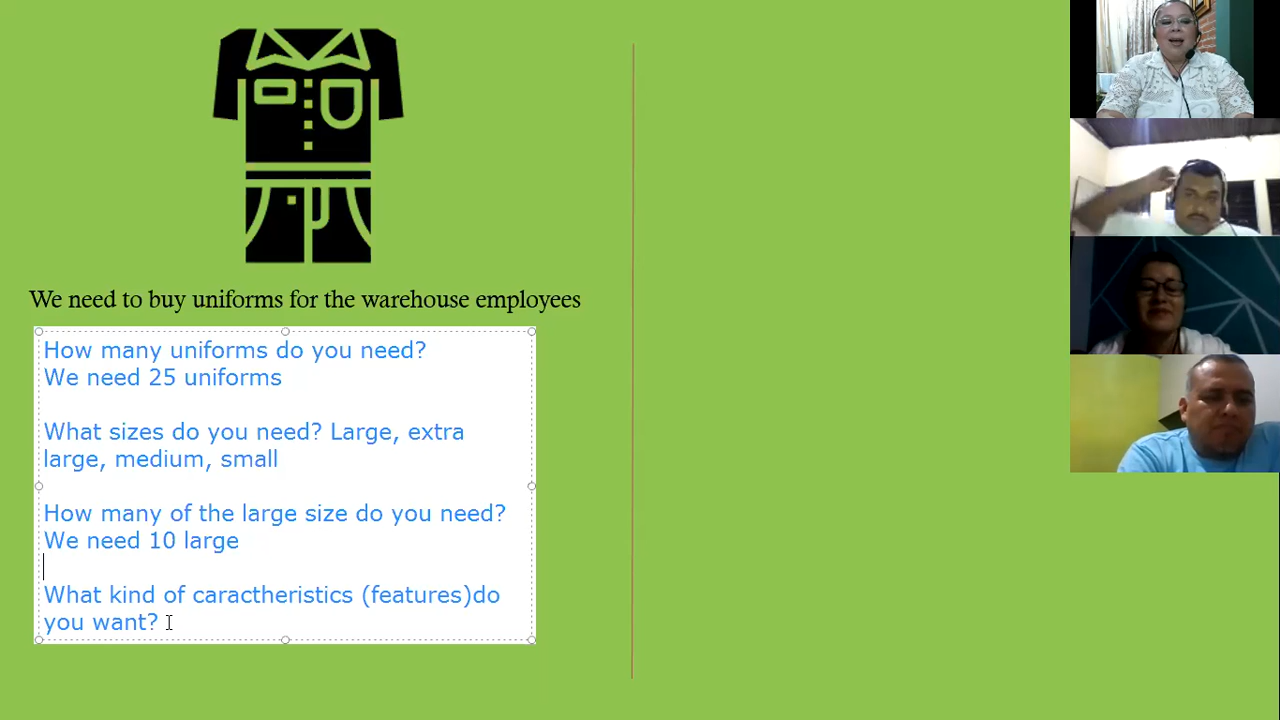 We need to buy uniforms for the warehouse employees
How many uniforms do you need?
We need 25 uniforms
What sizes do you need? Large, extra
large, medium, small
How many of the large size do you need?
We need 10 large
What kind of caractheristics (features)do
you want?